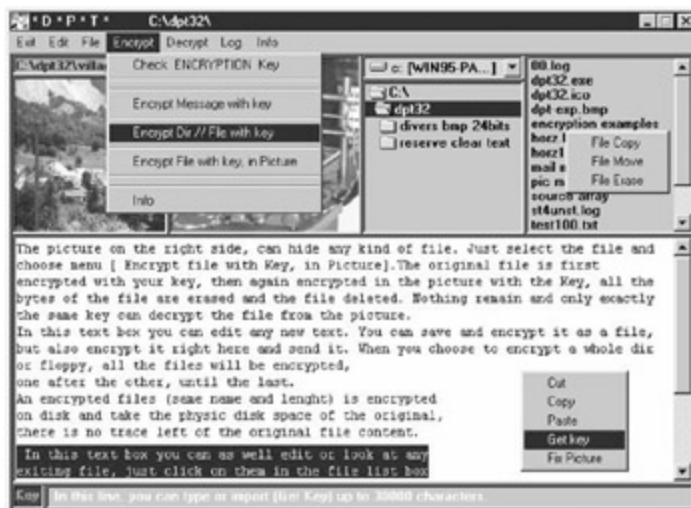 * D * P * T *   C:\dpt32\
Exit Edit File Encrypt Decrypt Log Info
C:\dpt32\villa
Check ENCRYPTION Key
Encrypt Message with key
Encrypt Dir // File with key
Encrypt File with key, in Picture
Info
c: [WIN95-PA...]
C:\
dpt32
divers bmp 24bits
reserve clear text
00.log
dpt32.exe
dpt32.ico
dpt-exp.bmp
encryption examples
horz l
horz1
mail s
pic m
source array
st4unst.log
test100.txt
File Copy
File Move
File Erase
The picture on the right side, can hide any kind of file. Just select the file and
choose menu [ Encrypt file with Key, in Picture].The original file is first
encrypted with your key, then again encrypted in the picture with the Key, all the
bytes of the file are erased and the file deleted. Nothing remain and only exactly
the same key can decrypt the file from the picture.
In this text box you can edit any new text. You can save and encrypt it as a file,
but also encrypt it right here and send it. When you choose to encrypt a whole dir
or floppy, all the files will be encrypted,
one after the other, until the last.
An encrypted files (same name and lenght) is encrypted
on disk and take the physic disk space of the original,
there is no trace left of the original file content.
In this text box you can as well edit or look at any
exiting file, just click on them in the file list box
Cut
Copy
Paste
Get key
Fix Picture
Key In this line, you can type or import (Get Key) up to 30000 characters.